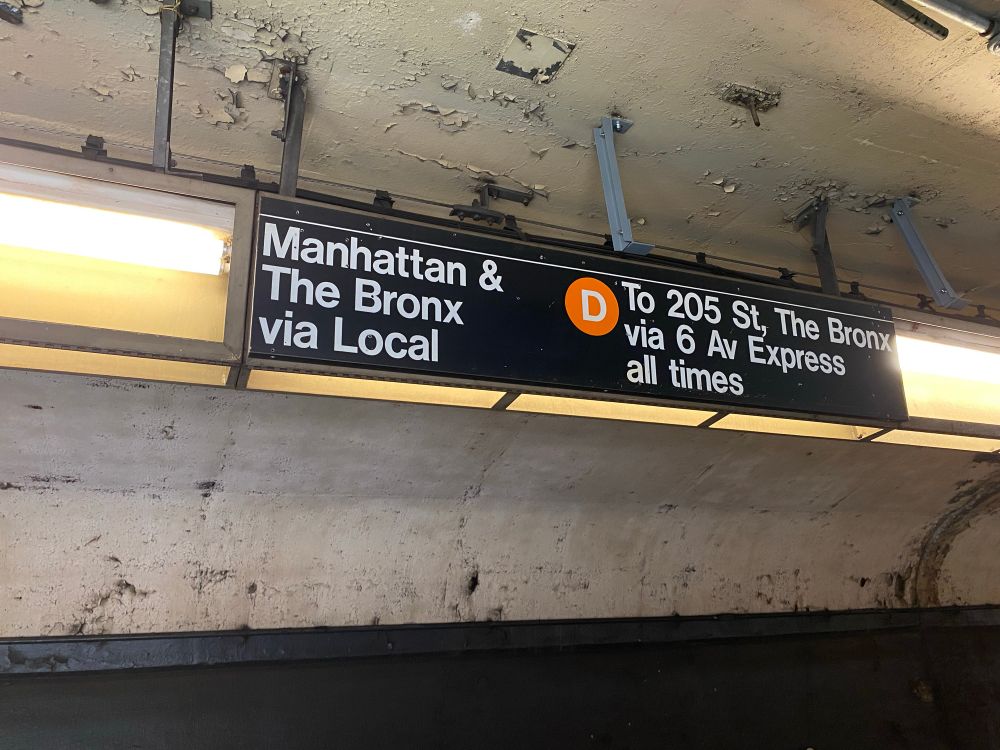 Manhattan &
The Bronx
via Local
D
To 205 St, The Bronx
via 6 Av Express
all times